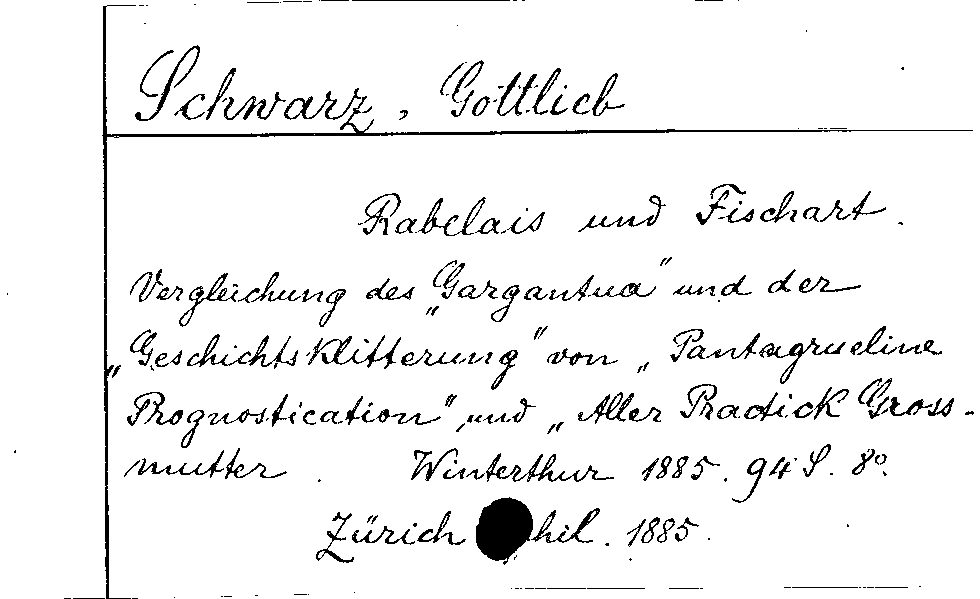 Schwarz, Gottlieb
Rabelais und Fischart.
Vergleichung des „Gargantua" und der
„Geschichtsklitterung" von „Pantagrueline
Prognostication", und „Aller Practick Gross-
mutter. Winterthur 1885. 94 S. 8°.
Zürich hil. 1885.